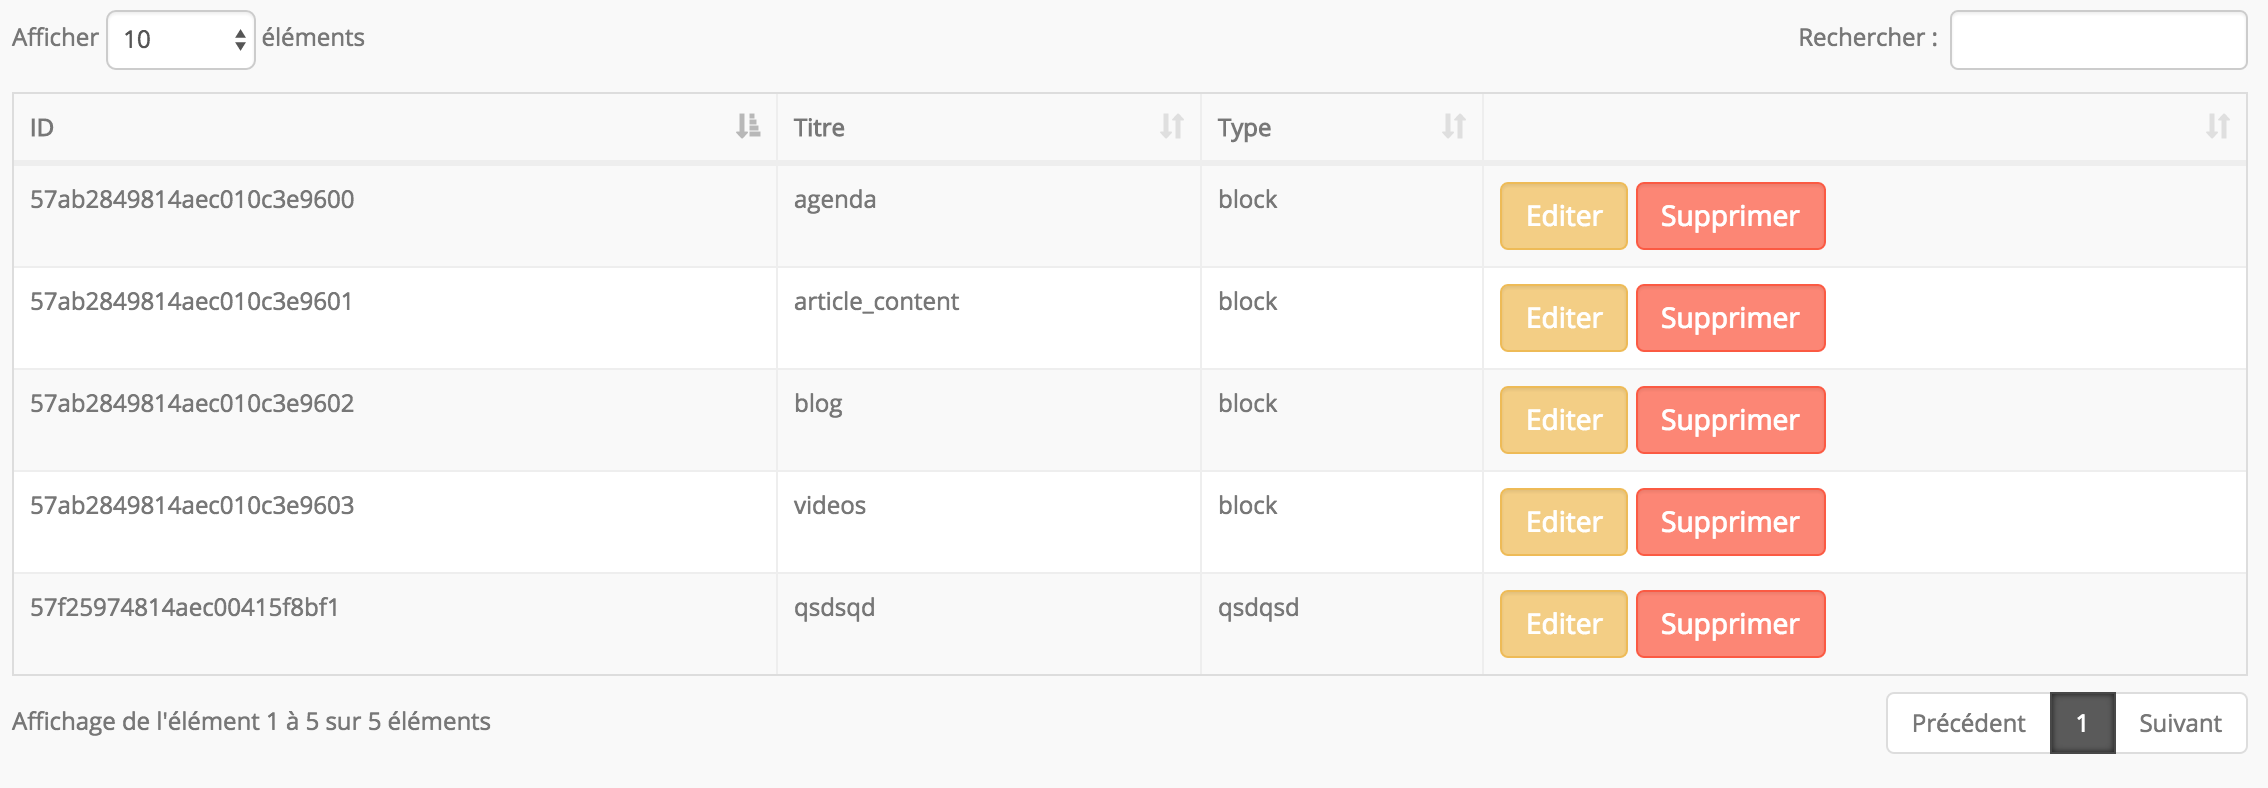 Afficher 10 éléments Rechercher :
ID Titre Type
57ab2849814aec010c3e9600 agenda block Editer Supprimer
57ab2849814aec010c3e9601 article_content block Editer Supprimer
57ab2849814aec010c3e9602 blog block Editer Supprimer
57ab2849814aec010c3e9603 videos block Editer Supprimer
57f25974814aec00415f8bf1 qsdsqd qsdqsd Editer Supprimer
Affichage de l'élément 1 à 5 sur 5 éléments Précédent 1 Suivant